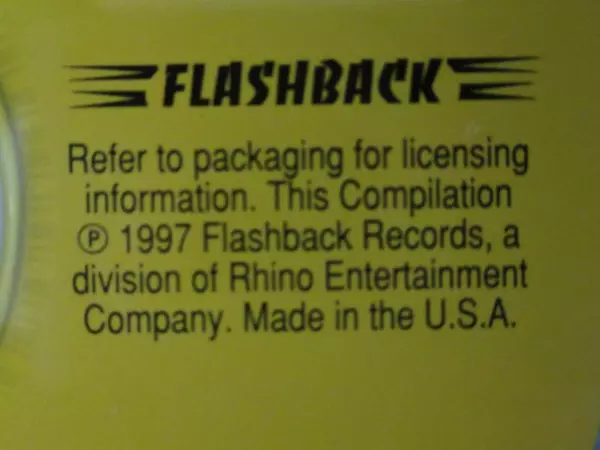 FLASHBACK
Refer to packaging for licensing
information. This Compilation
℗ 1997 Flashback Records, a
division of Rhino Entertainment
Company. Made in the U.S.A.